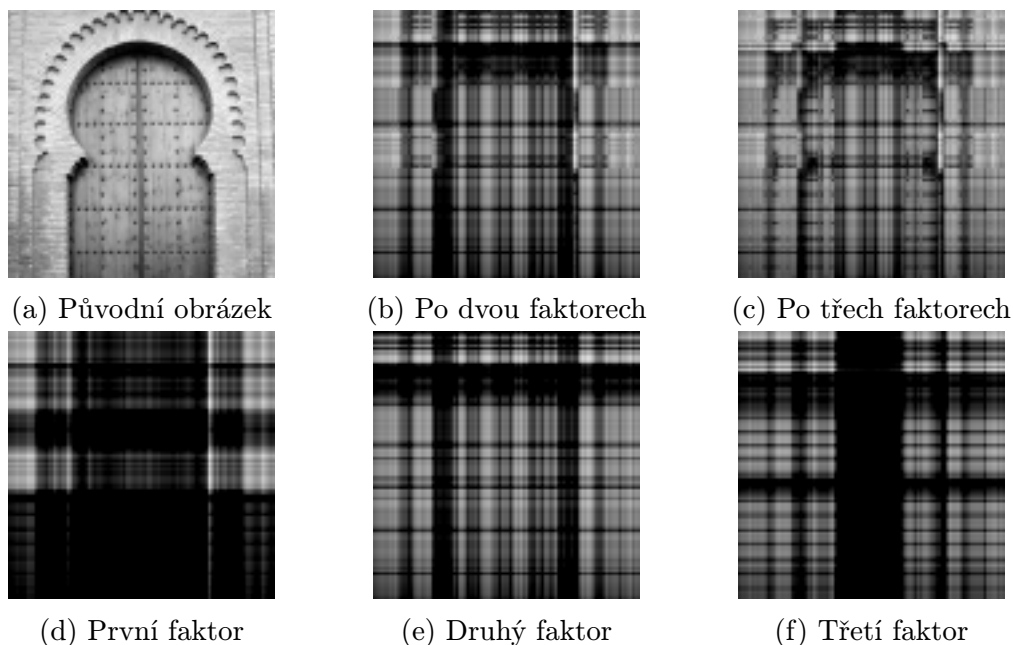 (a) Původní obrázek
(b) Po dvou faktorech
(c) Po třech faktorech
(d) První faktor
(e) Druhý faktor
(f) Třetí faktor